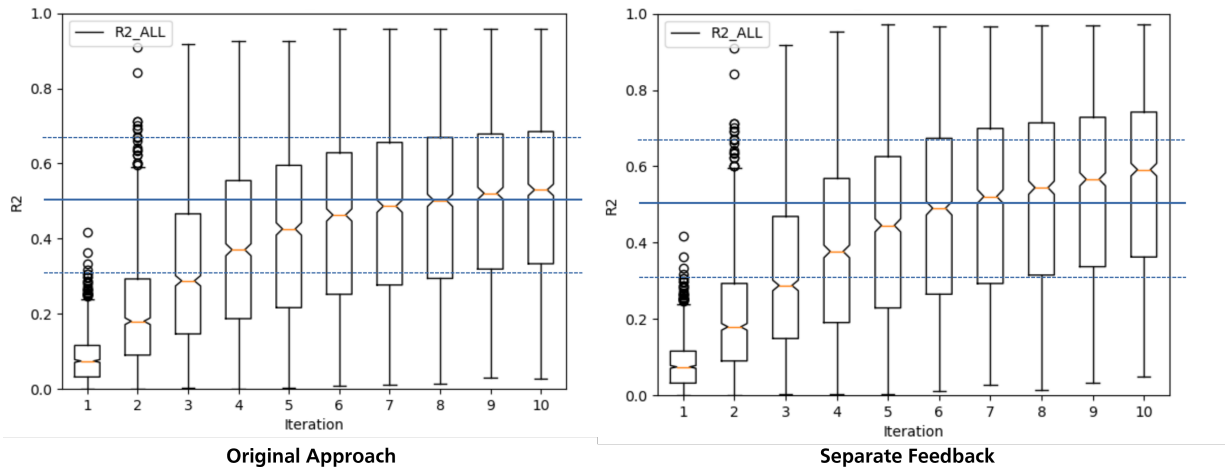 1.0
0.8
0.6
0.4
0.2
0.0
R2
R2_ALL
1 2 3 4 5 6 7 8 9 10
Iteration
Original Approach
1.0
0.8
0.6
0.4
0.2
0.0
R2
R2_ALL
1 2 3 4 5 6 7 8 9 10
Iteration
Separate Feedback